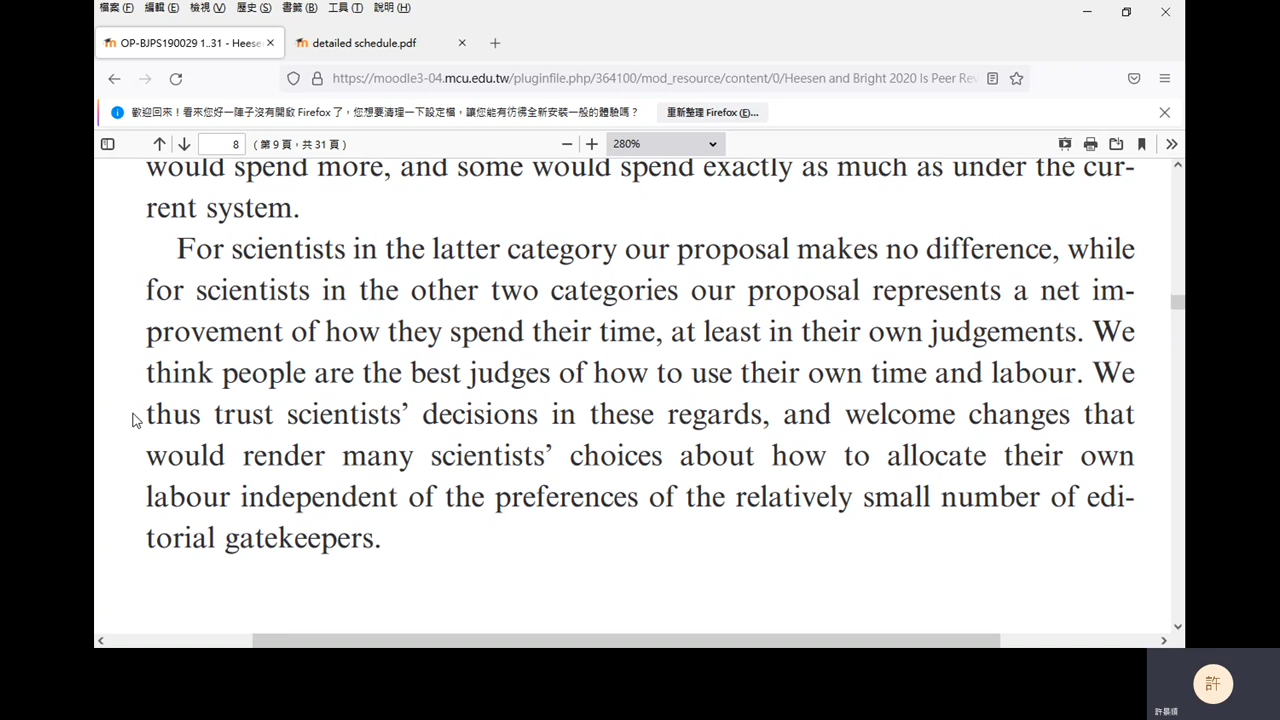 檔案(F) 編輯(E) 檢視(V) 歷史(S) 書籤(B) 工具(T) 說明(H)
OP-BJPS190029 1..31 - Heese
detailed schedule.pdf
https://moodle3-04.mcu.edu.tw/pluginfile.php/364100/mod_resource/content/0/Heesen and Bright 2020 Is Peer Rev
歡迎回來！看來您好一陣子沒有開啟 Firefox 了，您想要清理一下設定檔，讓您能有彷彿全新安裝一般的體驗嗎？ 重新整理 Firefox (E)...
8 (第 9 頁，共 31 頁) 280%
would spend more, and some would spend exactly as much as under the cur-
rent system.
For scientists in the latter category our proposal makes no difference, while
for scientists in the other two categories our proposal represents a net im-
provement of how they spend their time, at least in their own judgements. We
think people are the best judges of how to use their own time and labour. We
thus trust scientists’ decisions in these regards, and welcome changes that
would render many scientists’ choices about how to allocate their own
labour independent of the preferences of the relatively small number of edi-
torial gatekeepers.
許